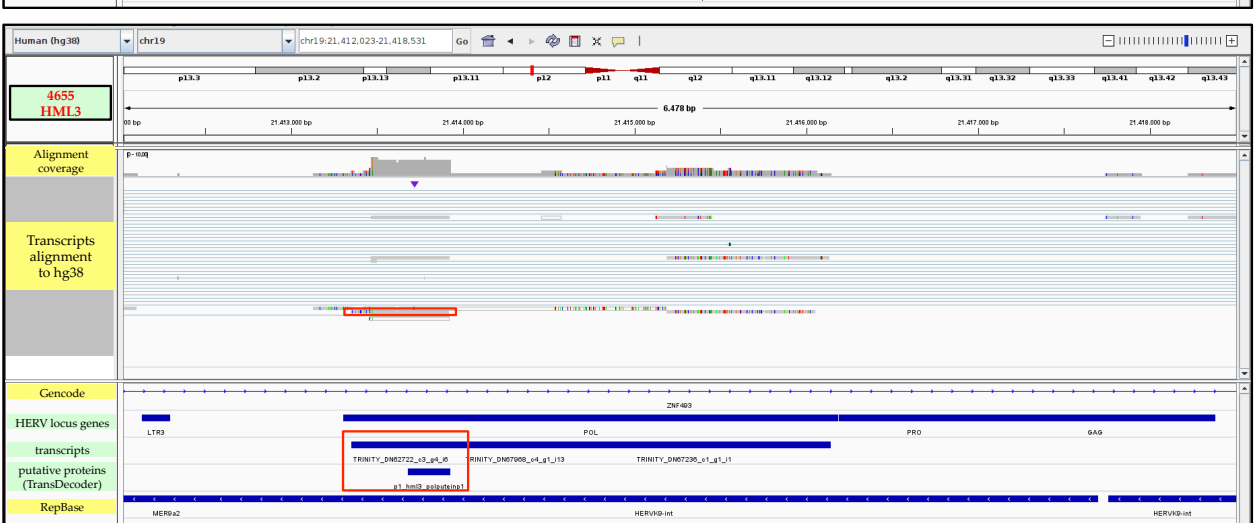 Human (hg38) chr19 chr19:21,412,023-21,418,531 Go
p13.3 p13.2 p13.13 p13.11 p12 p11 q11 q12 q13.11 q13.12 q13.2 q13.31 q13.32 q13.33 q13.41 q13.42 q13.43
4655
HML3
6.478 bp
00 bp 21.413.000 bp 21.414.000 bp 21.415.000 bp 21.416.000 bp 21.417.000 bp 21.418.000 bp
Alignment
coverage
Transcripts
alignment
to hg38
Gencode
ZNF493
HERV locus genes
LTR3 POL PRO GAG
transcripts
TRINITY_DN62722_c3_g4_i6 TRINITY_DN67968_c4_g1_i13 TRINITY_DN67236_c1_g1_i1
putative proteins
(TransDecoder)
p1_hml3_polputeinp1
RepBase
MER9a2 HERVK9-int HERVK9-int